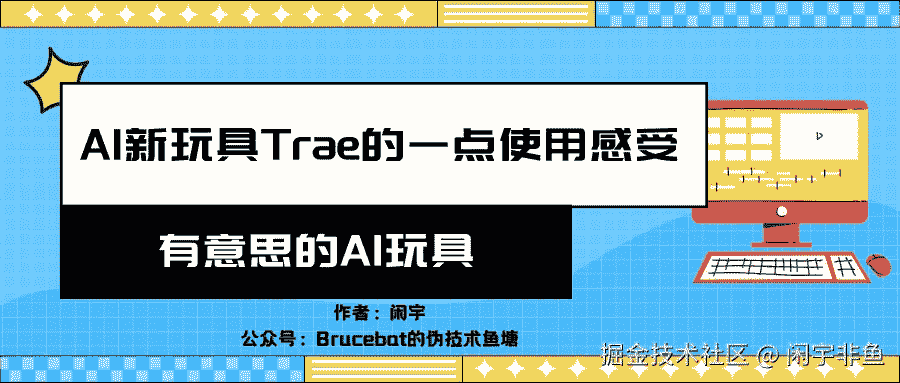 AI新玩具Trae的一点使用感受
有意思的AI玩具
作者：闲宇
公众号：Brucebat的伪技术鱼塘
掘金技术社区 @ 闲宇非鱼